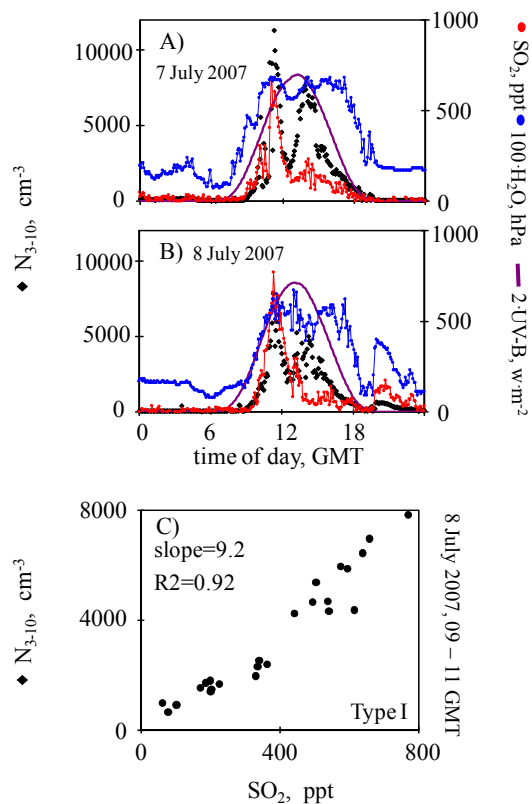 A)
7 July 2007
12000
10000
5000
0
1000
500
0
B)
8 July 2007
10000
5000
0
1000
500
0
0
6
12
18
time of day, GMT
◆ N3-10, cm-3
● SO2, ppt ● 100·H2O, hPa — 2·UV-B, w·m-2
C)
slope=9.2
R2=0.92
Type I
8000
4000
0
0
400
800
SO2, ppt
◆ N3-10, cm-3
8 July 2007, 09 – 11 GMT